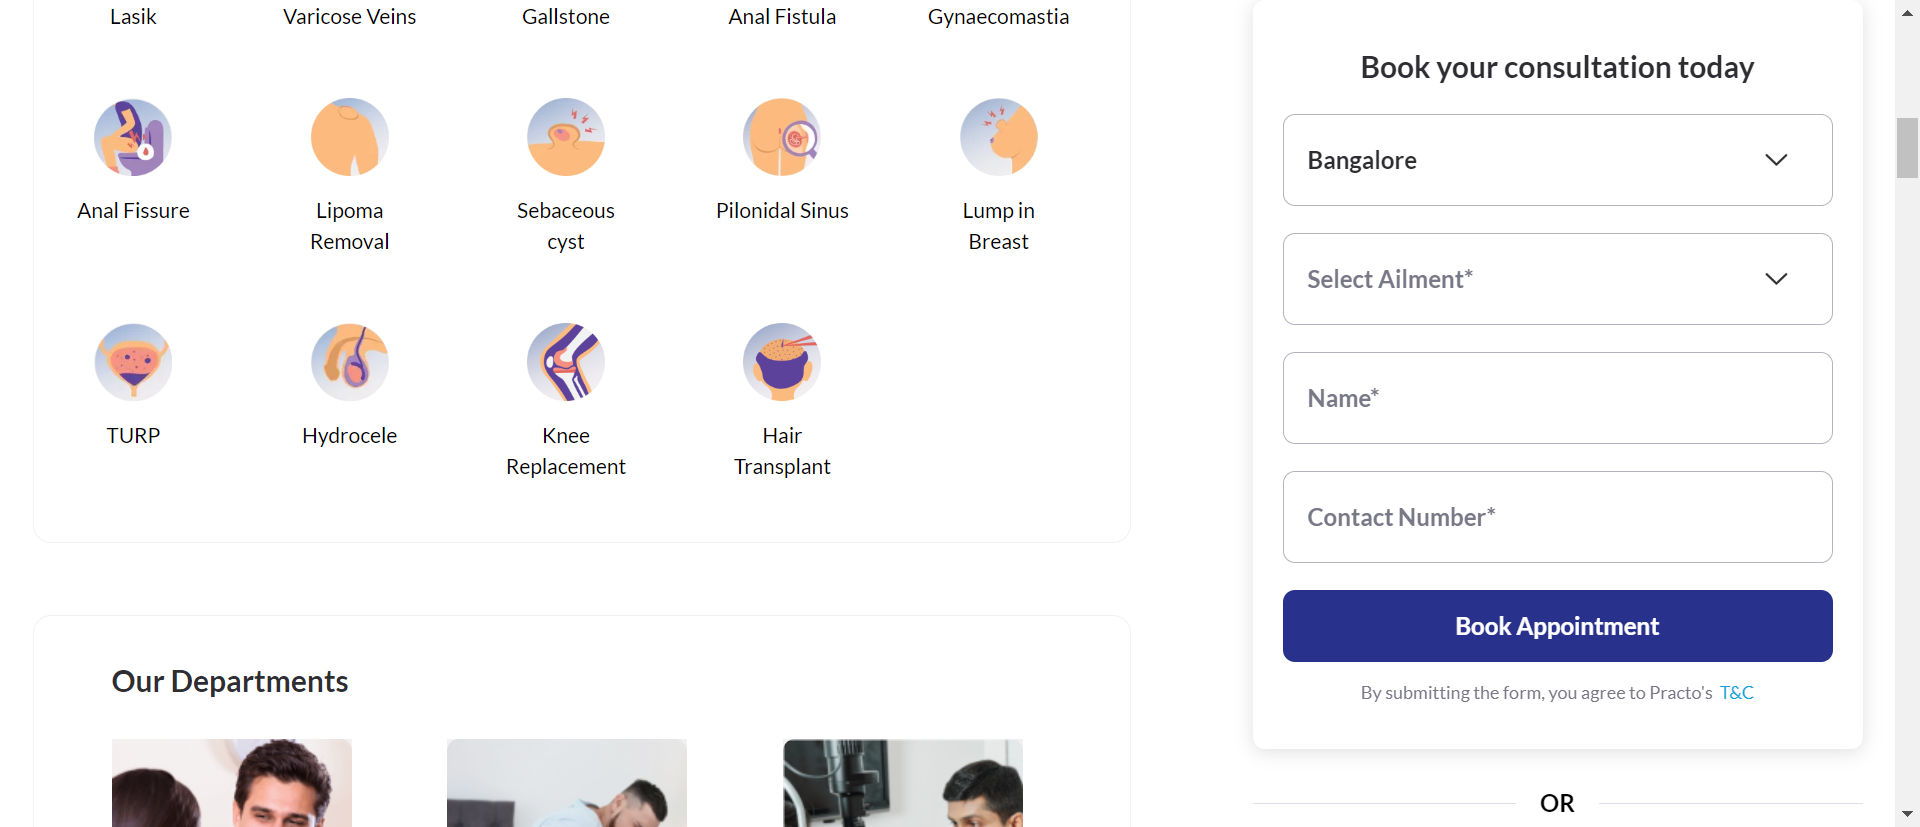 Lasik
Varicose Veins
Gallstone
Anal Fistula
Gynaecomastia
Anal Fissure
Lipoma
Removal
Sebaceous
cyst
Pilonidal Sinus
Lump in
Breast
TURP
Hydrocele
Knee
Replacement
Hair
Transplant
Our Departments
Book your consultation today
Bangalore
Select Ailment*
Name*
Contact Number*
Book Appointment
By submitting the form, you agree to Practo's T&C
OR